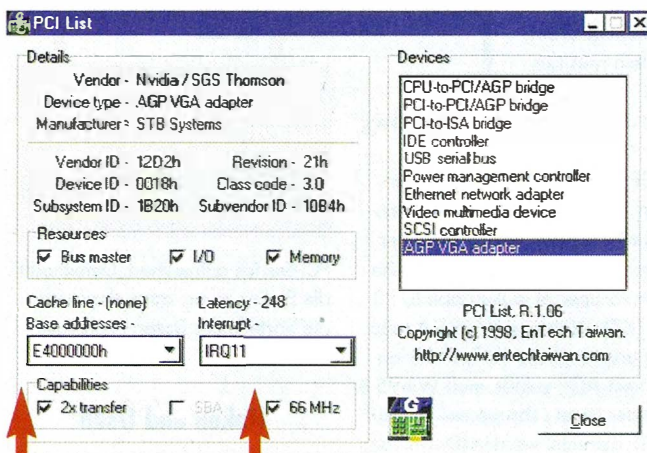 PCI List
Details
Vendor - Nvidia / SGS Thomson
Device type - AGP VGA adapter
Manufacturer - STB Systems
Vendor ID - 12D2h Revision - 21h
Device ID - 0018h Class code - 3.0
Subsystem ID - 1B20h Subvendor ID - 10B4h
Resources
Bus master I/O Memory
Cache line - (none) Latency - 248
Base addresses - Interrupt -
E4000000h IRQ11
Capabilities
2x transfer SBA 66 MHz
Devices
CPU-to-PCI/AGP bridge
PCI-to-PCI/AGP bridge
PCI-to-ISA bridge
IDE controller
USB serial bus
Power management controller
Ethernet network adapter
Video multimedia device
SCSI controller
AGP VGA adapter
PCI List, R.1.06
Copyright (c) 1998, EnTech Taiwan.
http://www.entechtaiwan.com
Close